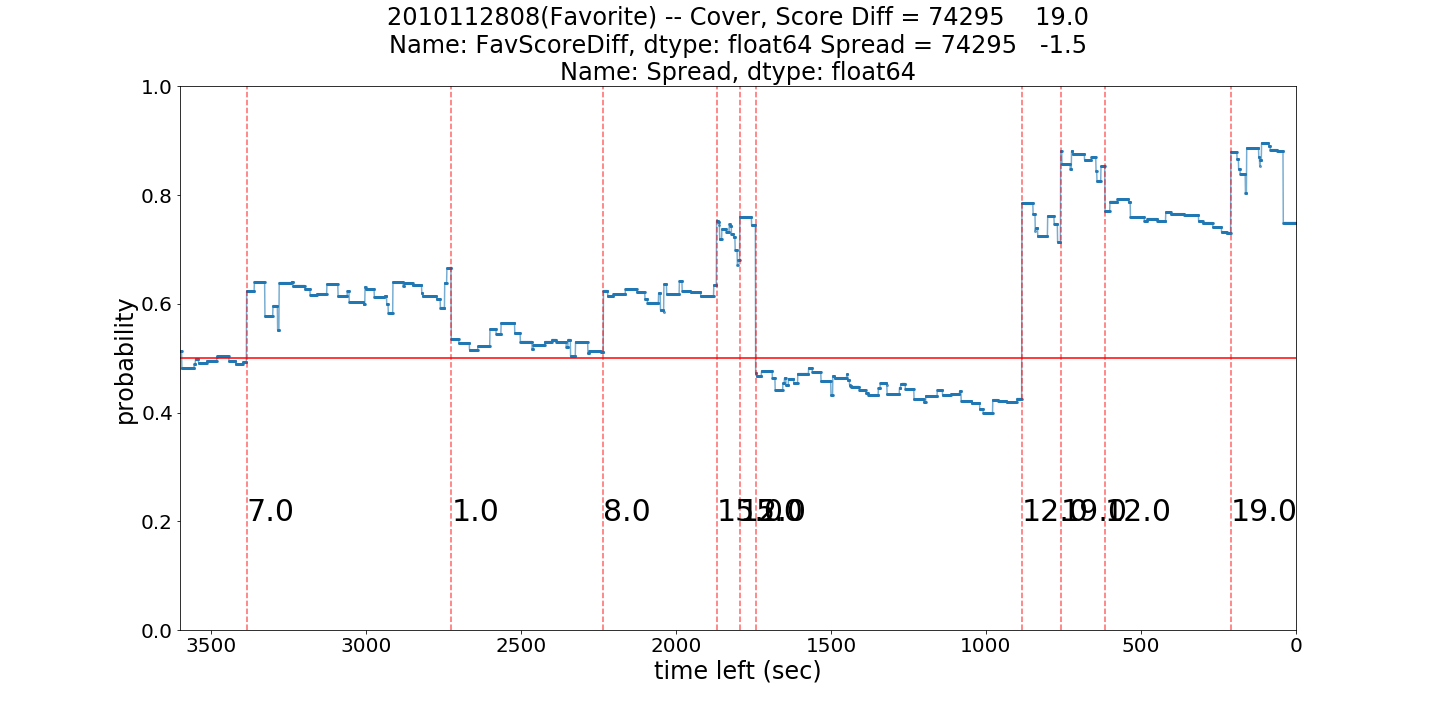 2010112808(Favorite) -- Cover, Score Diff = 74295 19.0
Name: FavScoreDiff, dtype: float64 Spread = 74295 -1.5
Name: Spread, dtype: float64
1.0
0.8
0.6
0.4
0.2
0.0
probability
7.0
1.0
8.0
15.0
12.0
19.0
12.0
19.0
3500 3000 2500 2000 1500 1000 500 0
time left (sec)